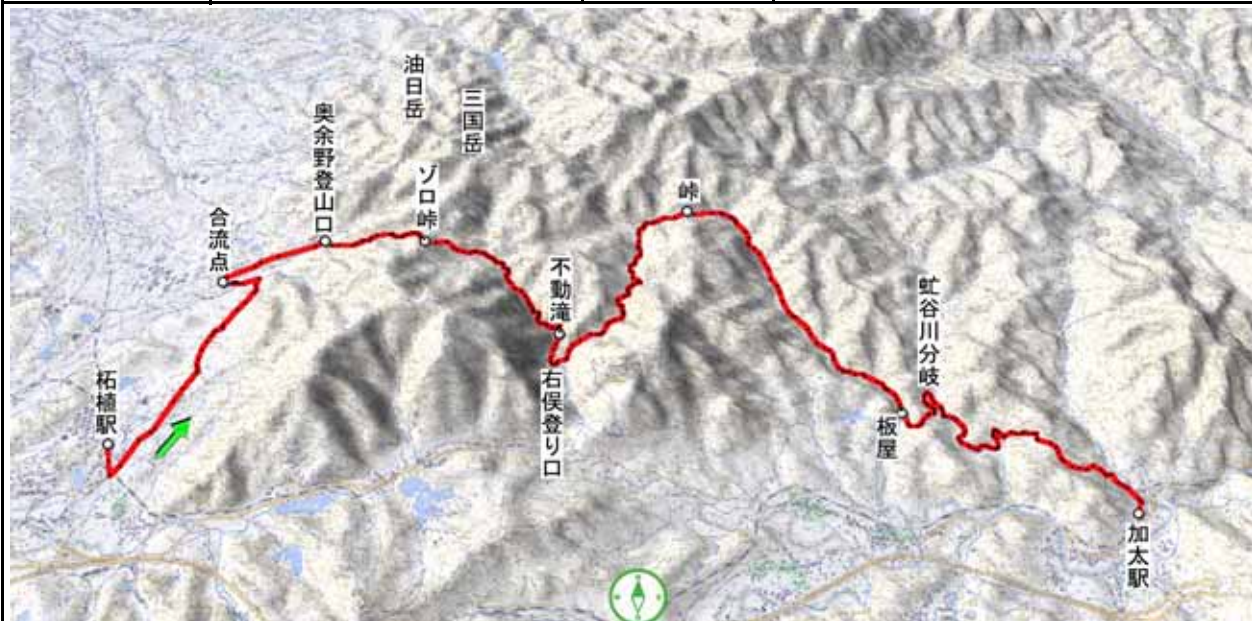 油日岳
三国岳
奥余野登山口
ゾロ峠
峠
合流点
不動滝
虻谷川分岐
柘植駅
右俣登り口
板屋
加太駅